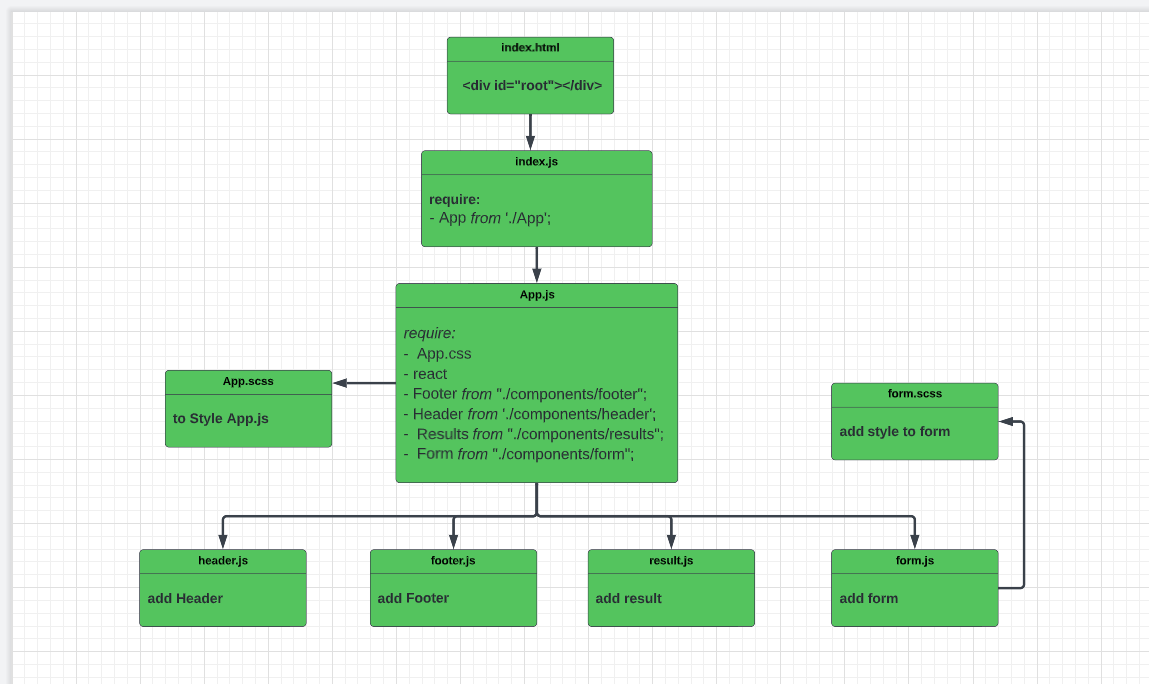 index.html
<div id="root"></div>
index.js
require:
- App from './App';
App.js
require:
- App.css
- react
- Footer from "./components/footer";
- Header from './components/header';
- Results from "./components/results";
- Form from "./components/form";
App.scss
to Style App.js
form.scss
add style to form
header.js
add Header
footer.js
add Footer
result.js
add result
form.js
add form